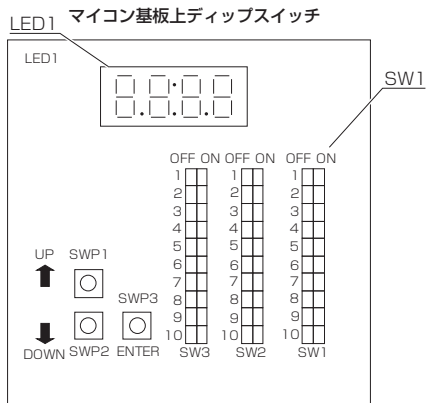 マイコン基板上ディップスイッチ
LED1
LED1
SW1
OFF ON OFF ON OFF ON
1 1 1
2 2 2
3 3 3
4 4 4
5 5 5
6 6 6
7 7 7
8 8 8
9 9 9
10 10 10
SW3 SW2 SW1
UP SWP1
SWP3
DOWN SWP2 ENTER